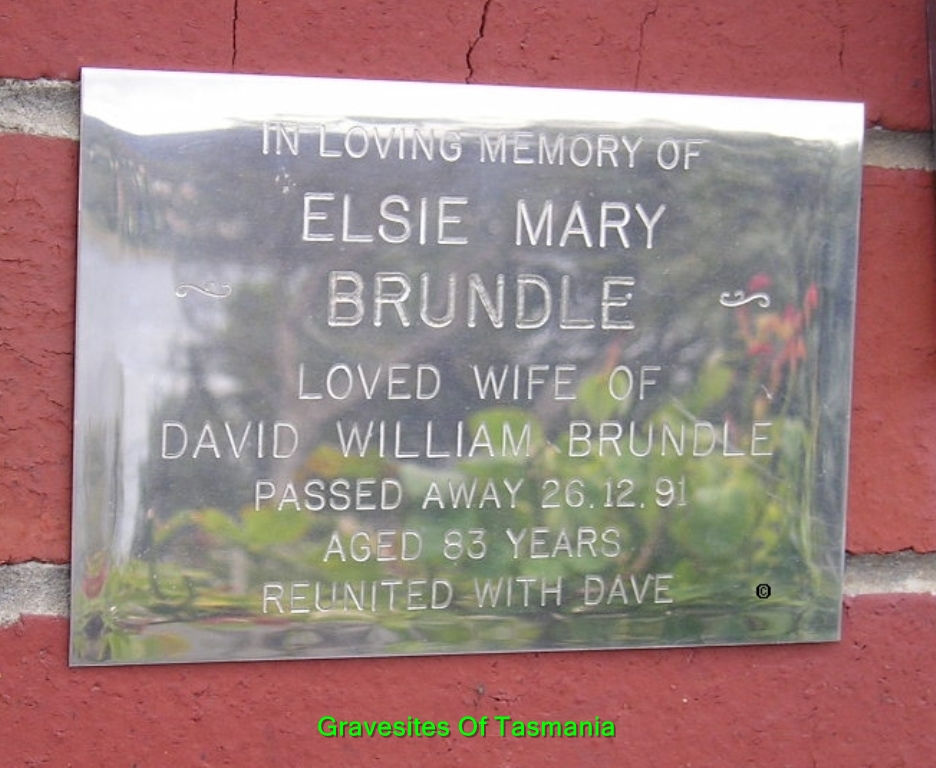 IN LOVING MEMORY OF
ELSIE MARY
BRUNDLE
LOVED WIFE OF
DAVID WILLIAM BRUNDLE
PASSED AWAY 26.12.91
AGED 83 YEARS
REUNITED WITH DAVE
©
Gravesites Of Tasmania